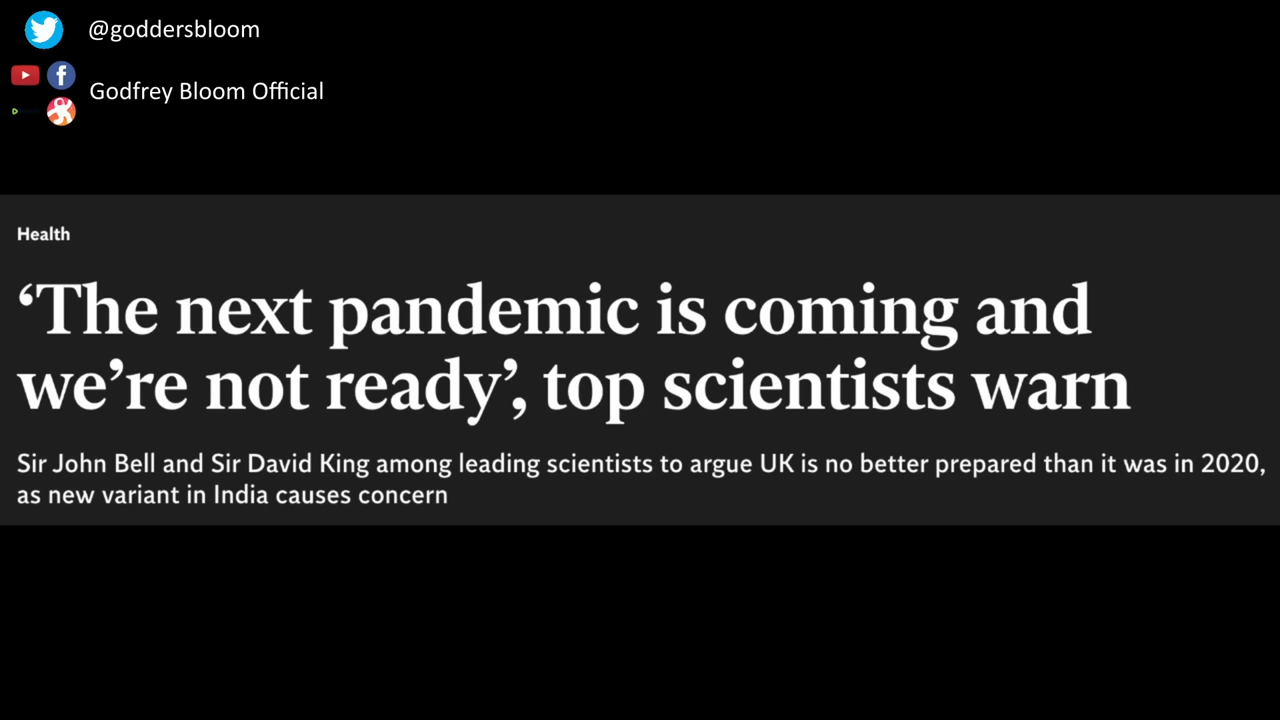 @goddersbloom
Godfrey Bloom Official
Health
‘The next pandemic is coming and
we’re not ready’, top scientists warn
Sir John Bell and Sir David King among leading scientists to argue UK is no better prepared than it was in 2020,
as new variant in India causes concern